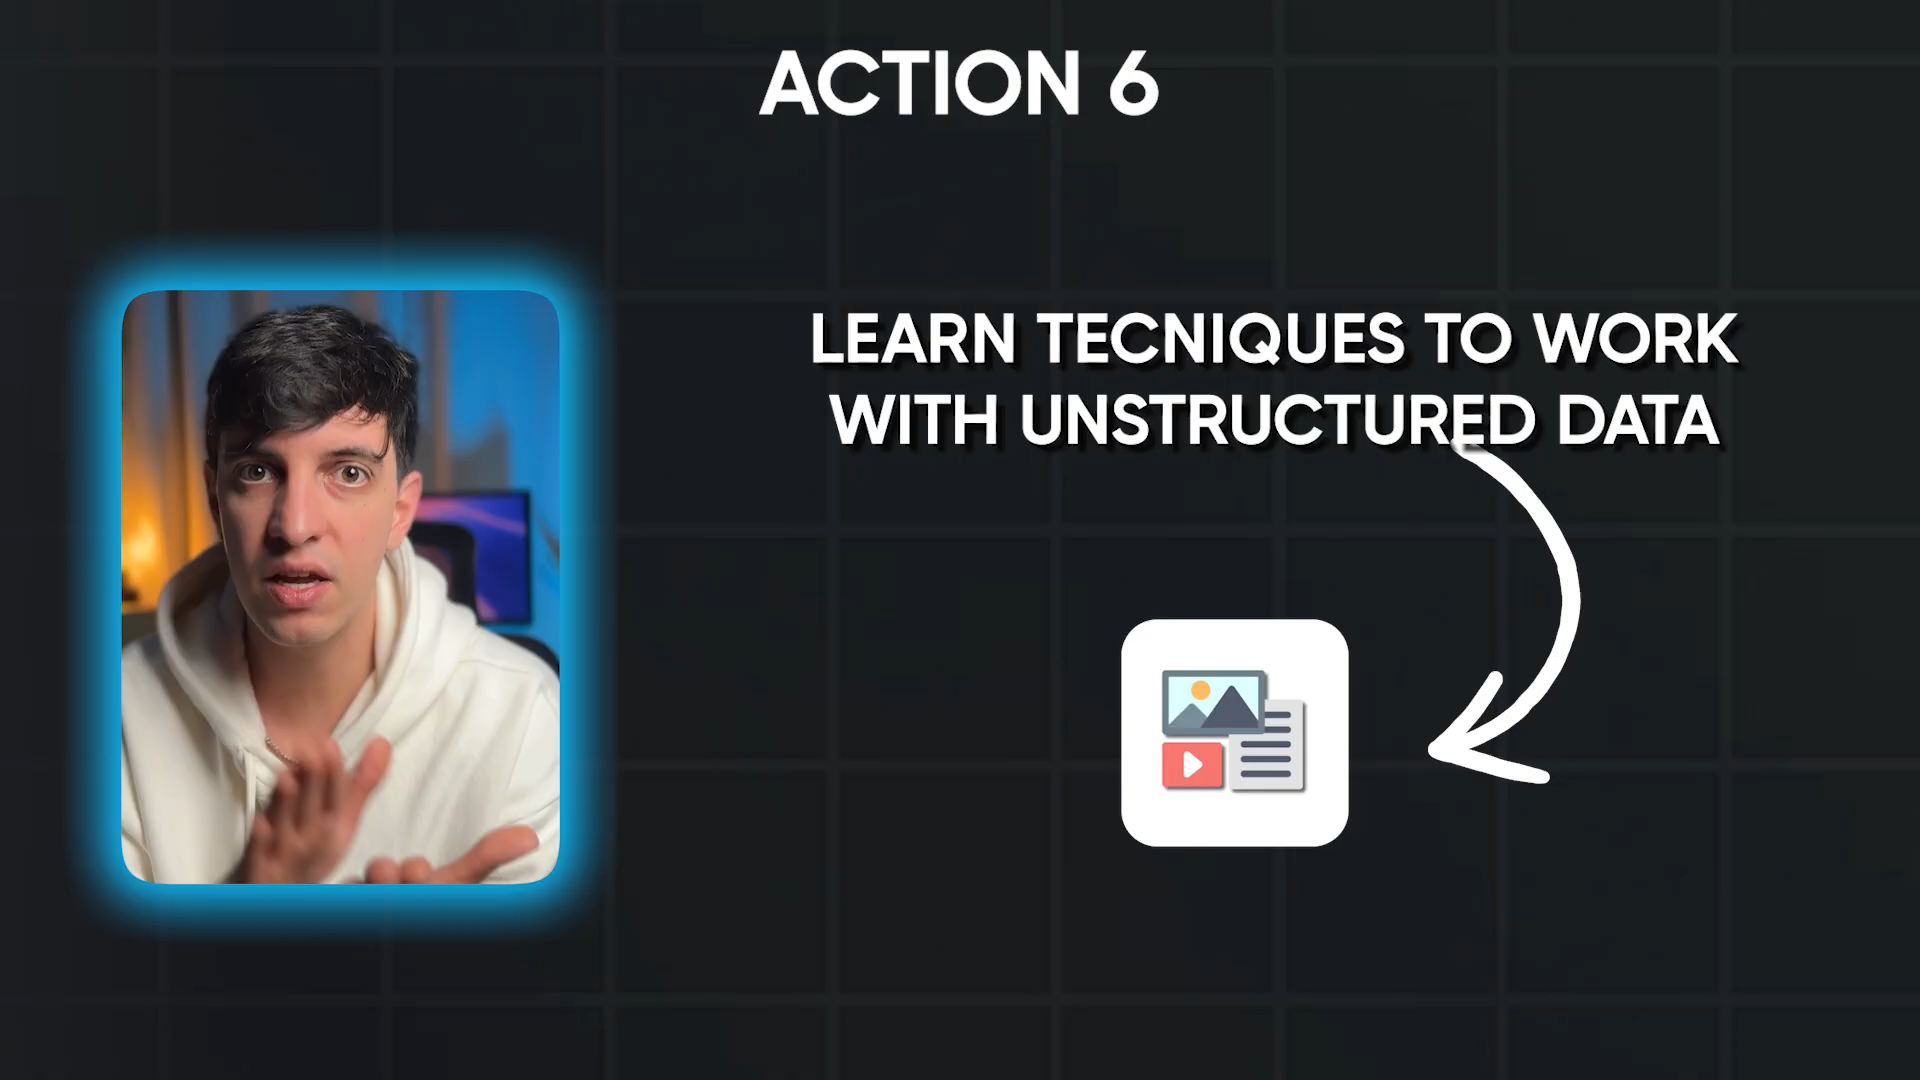 ACTION 6
LEARN TECNIQUES TO WORK
WITH UNSTRUCTURED DATA